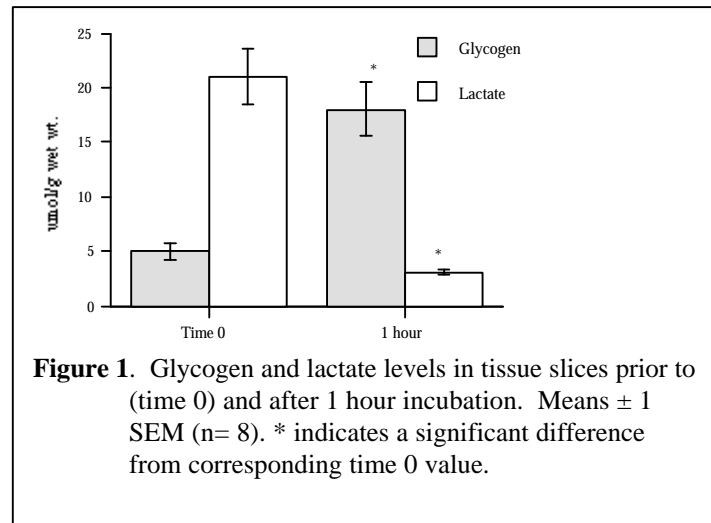 25
20
15
10
5
0
umol/g wet wt.
*
*
Glycogen
Lactate
Time 0
1 hour
Figure 1. Glycogen and lactate levels in tissue slices prior to
(time 0) and after 1 hour incubation. Means ± 1
SEM (n= 8). * indicates a significant difference
from corresponding time 0 value.